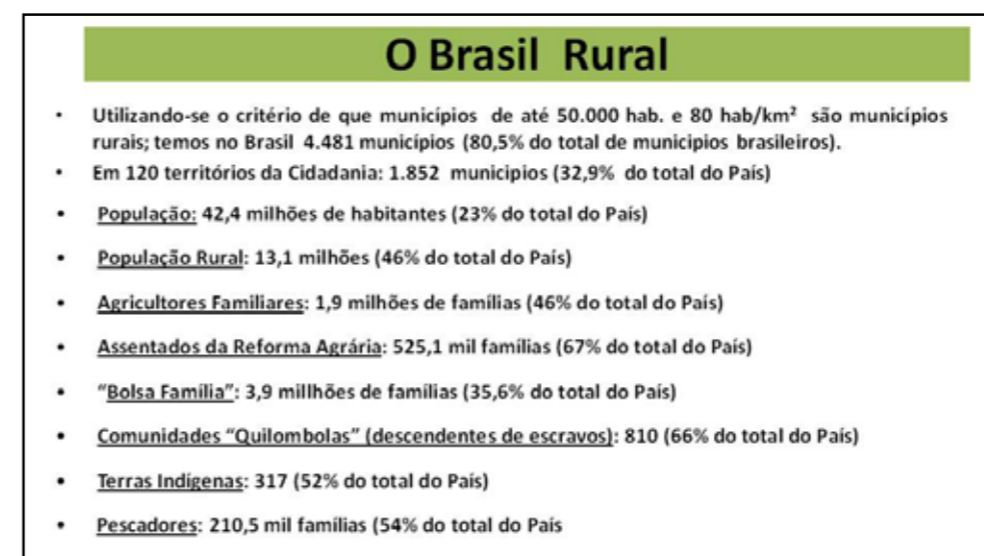 O Brasil Rural
• Utilizando-se o critério de que municípios de até 50.000 hab. e 80 hab/km² são municípios
rurais; temos no Brasil 4.481 municípios (80,5% do total de municipios brasileiros).
• Em 120 territórios da Cidadania: 1.852 municipios (32,9% do total do País)
• População: 42,4 milhões de habitantes (23% do total do País)
• População Rural: 13,1 milhões (46% do total do País)
• Agricultores Familiares: 1,9 milhões de famílias (46% do total do País)
• Assentados da Reforma Agrária: 525,1 mil famílias (67% do total do País)
• “Bolsa Família”: 3,9 millhões de famílias (35,6% do total do País)
• Comunidades “Quilombolas” (descendentes de escravos): 810 (66% do total do País)
• Terras Indígenas: 317 (52% do total do País)
• Pescadores: 210,5 mil famílias (54% do total do País